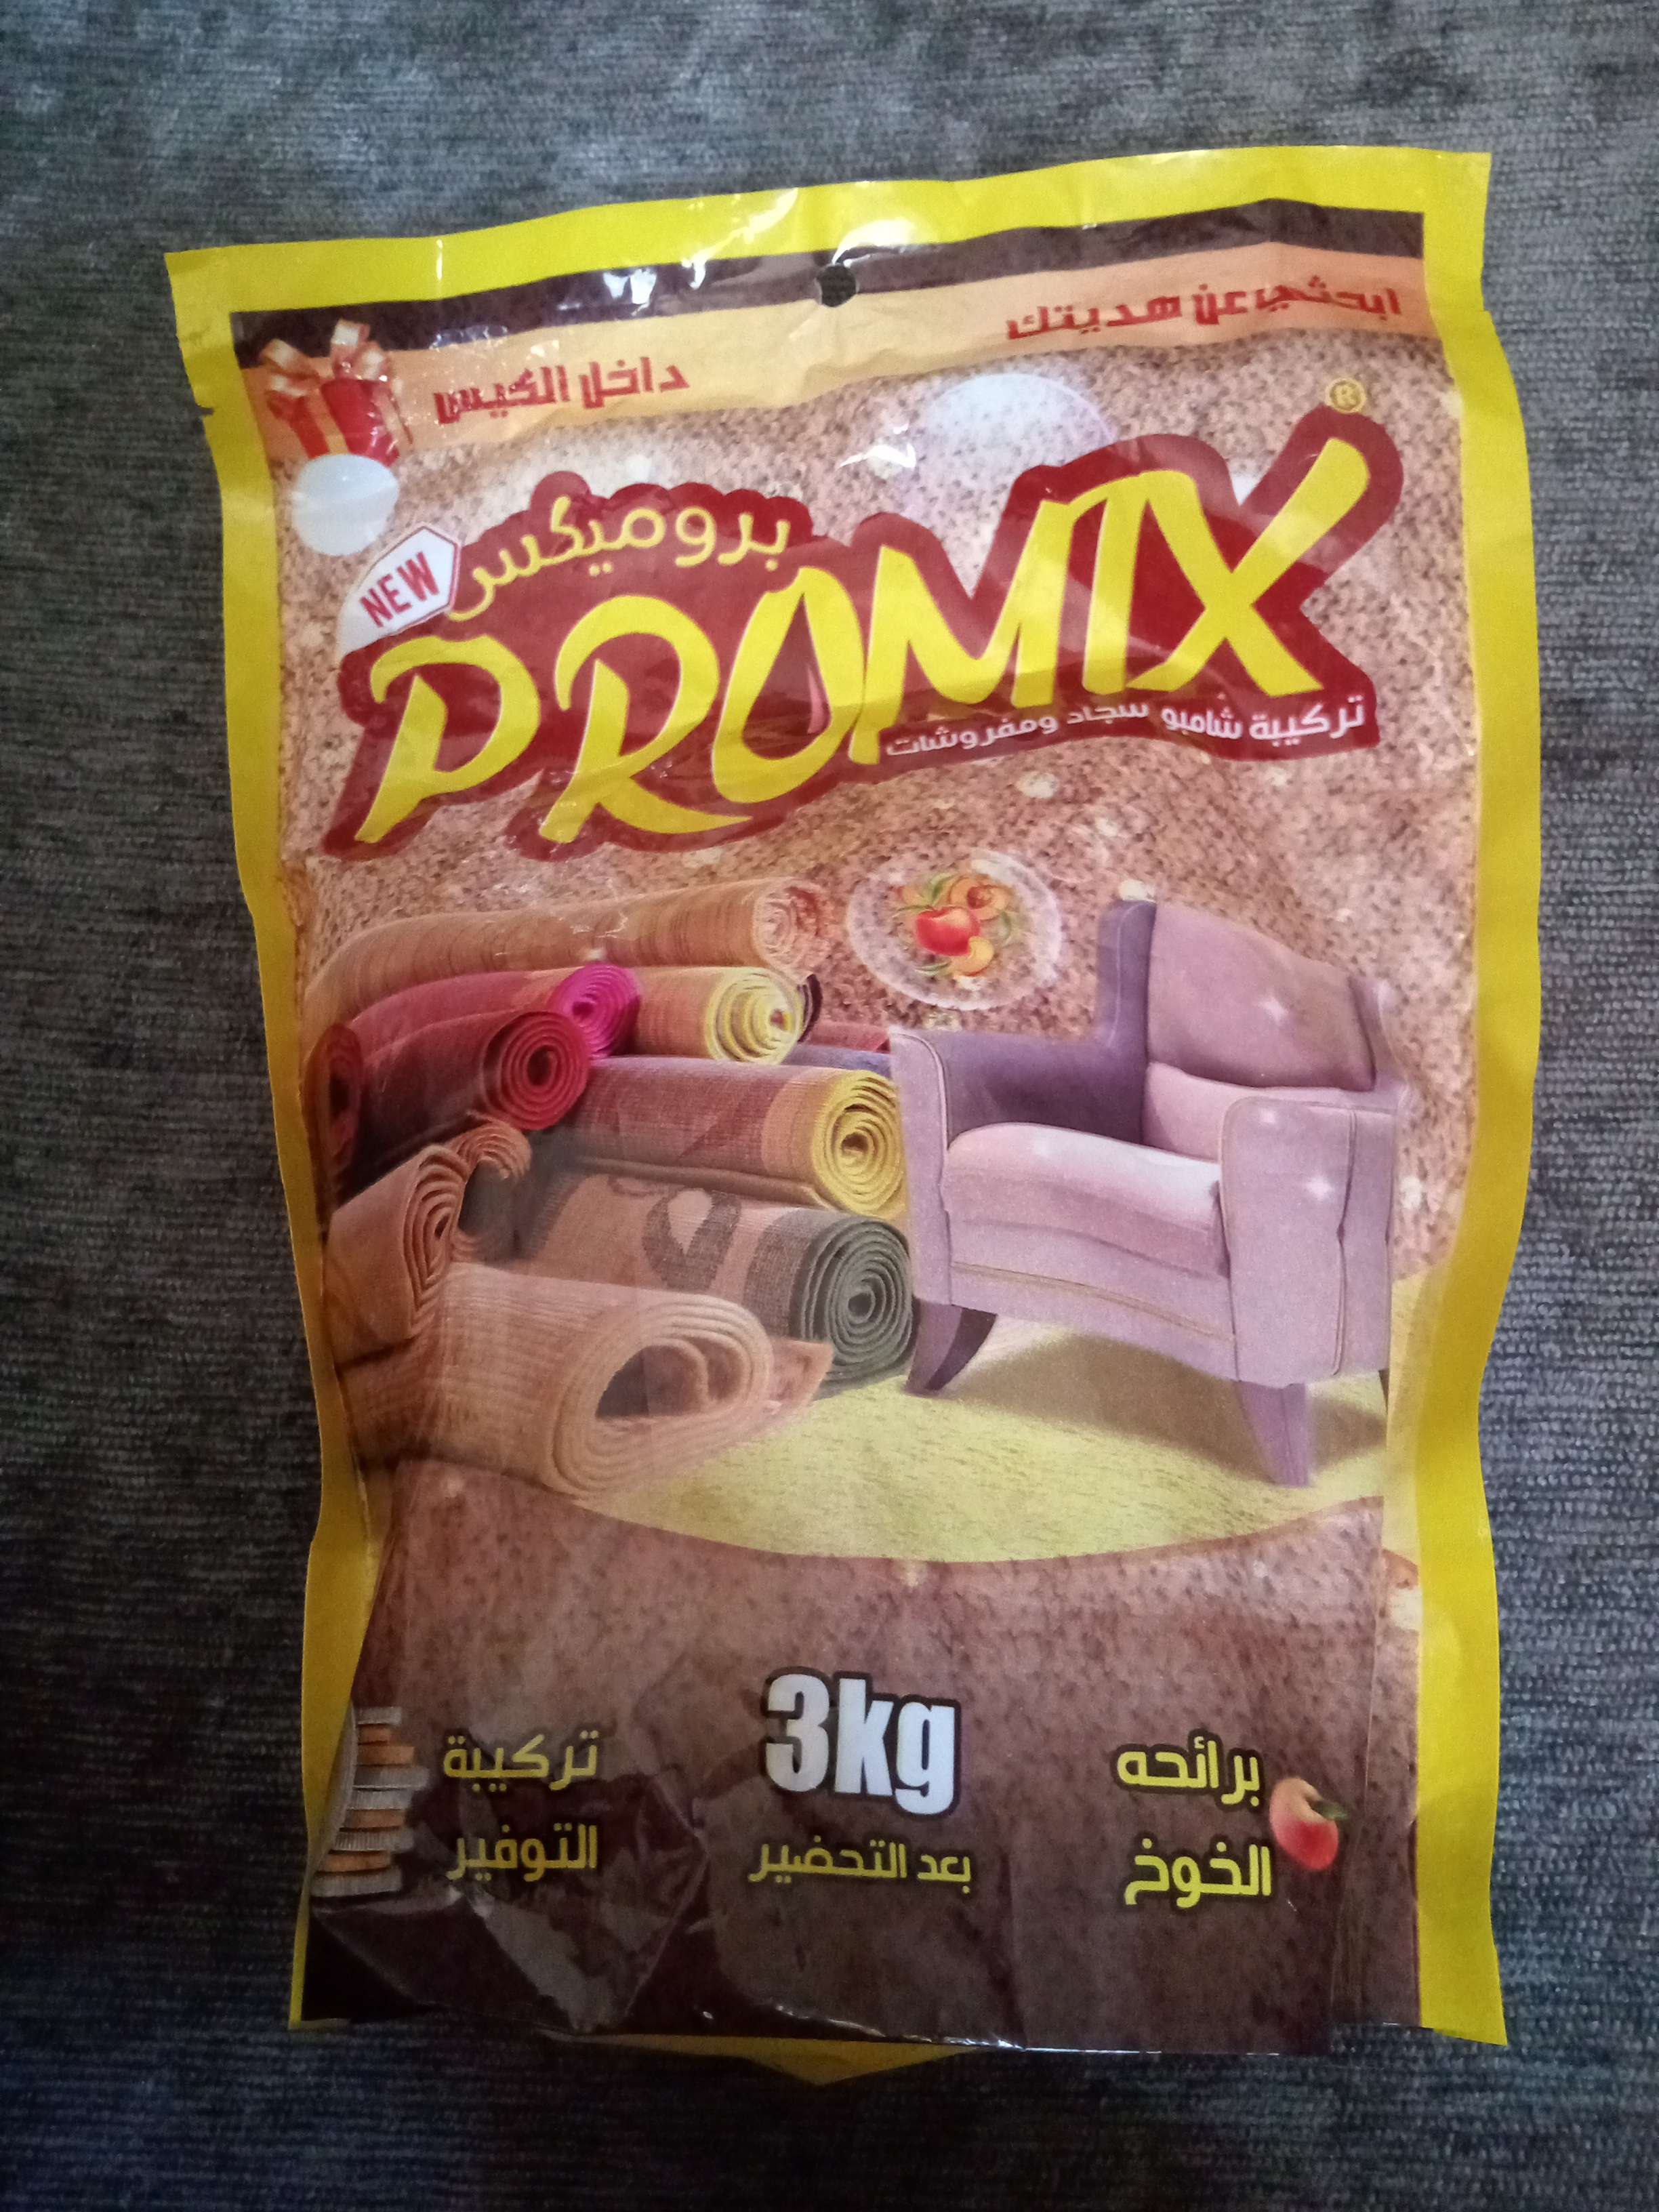 ابحثي عن هديتك
داخل الكيس
®
بروميكس
NEW
PROMIX
تركيبة شامبو سجاد ومفروشات
3kg
بعد التحضير
برائحه
الخوخ
تركيبة
التوفير